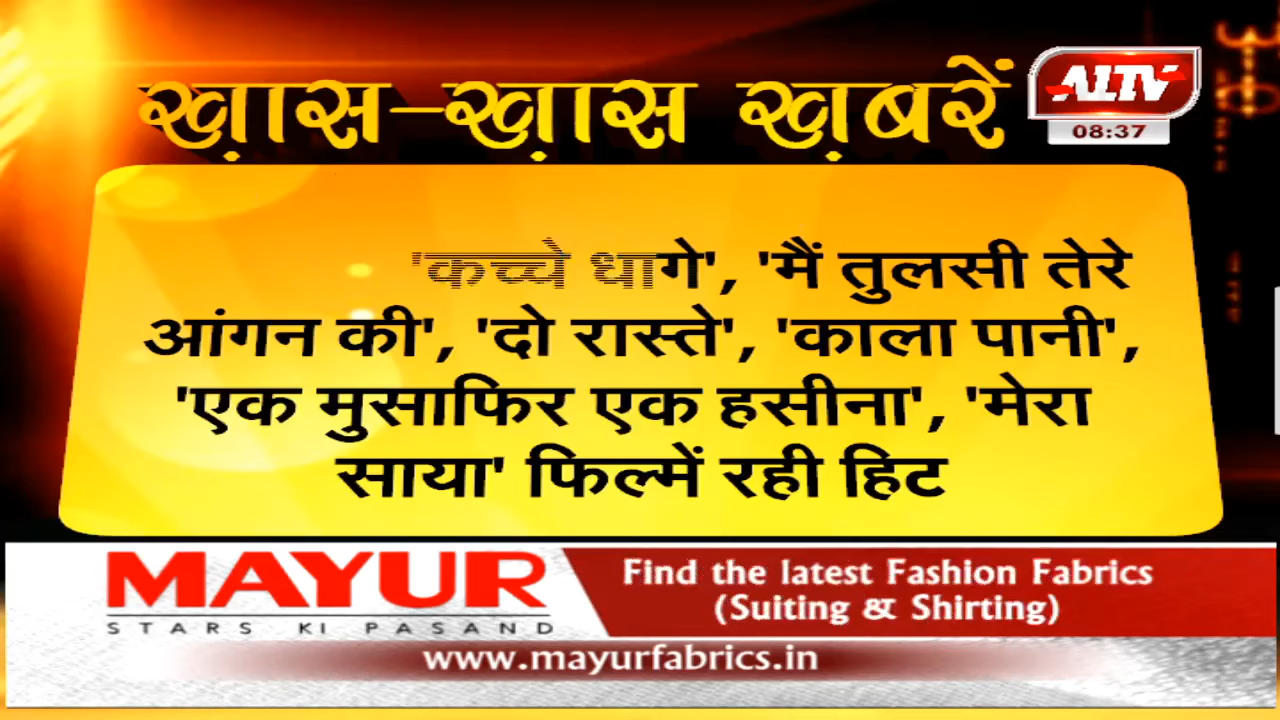 ख़ास-ख़ास ख़बरें
ALTV
08:37
'कच्चे धागे', 'मैं तुलसी तेरे
आंगन की', 'दो रास्ते', 'काला पानी',
'एक मुसाफिर एक हसीना', 'मेरा
साया' फिल्में रही हिट
MAYUR
STARS KI PASAND
Find the latest Fashion Fabrics
(Suiting & Shirting)
www.mayurfabrics.in